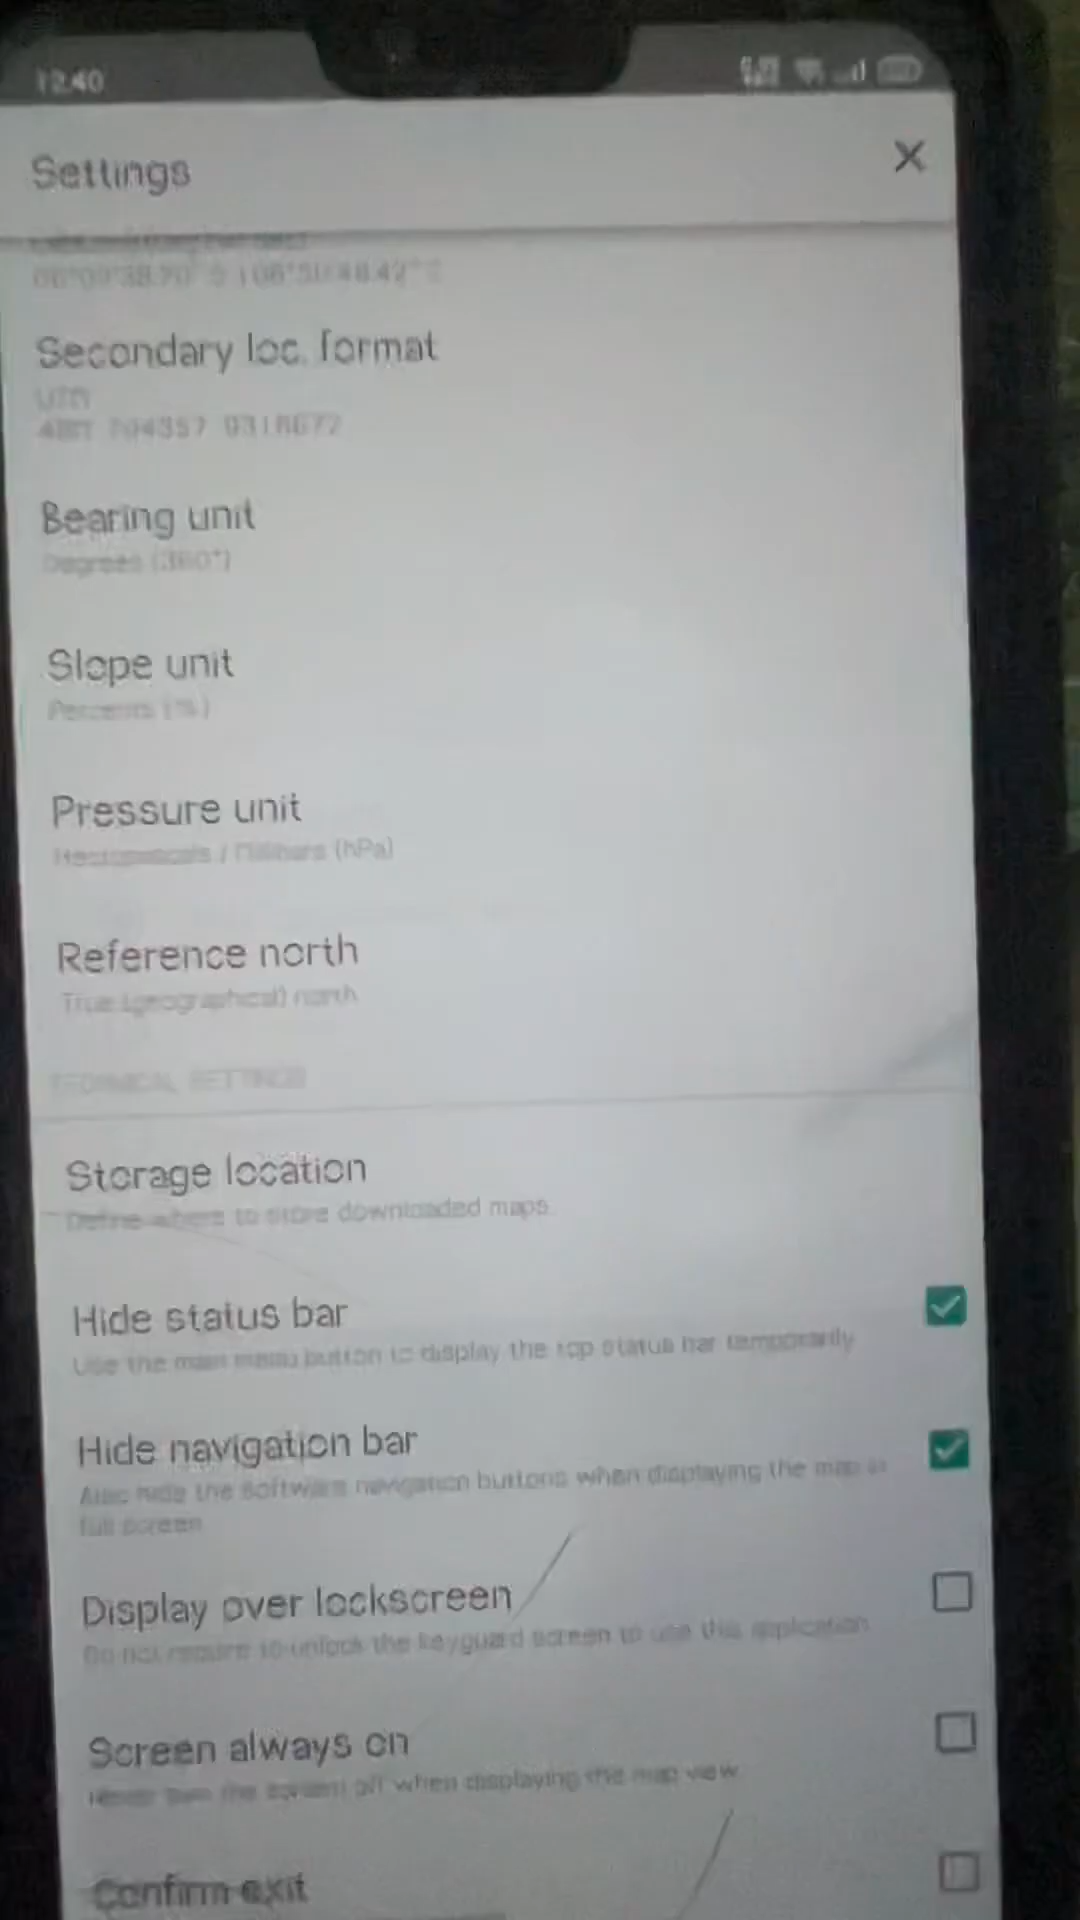 12:40
Settings
Secondary loc. format
UTM
Bearing unit
Degrees (360°)
Slope unit
Percents (%)
Pressure unit
Hectopascals / Millibars (hPa)
Reference north
True (geographical) north
TECHNICAL SETTINGS
Storage location
Define where to store downloaded maps
Hide status bar
Use the main menu button to display the top status bar temporarily
Hide navigation bar
Also hide the software navigation buttons when displaying the map in
full screen
Display over lockscreen
Do not require to unlock the keyguard screen to use this application
Screen always on
Never turn the screen off when displaying the map view
Confirm exit